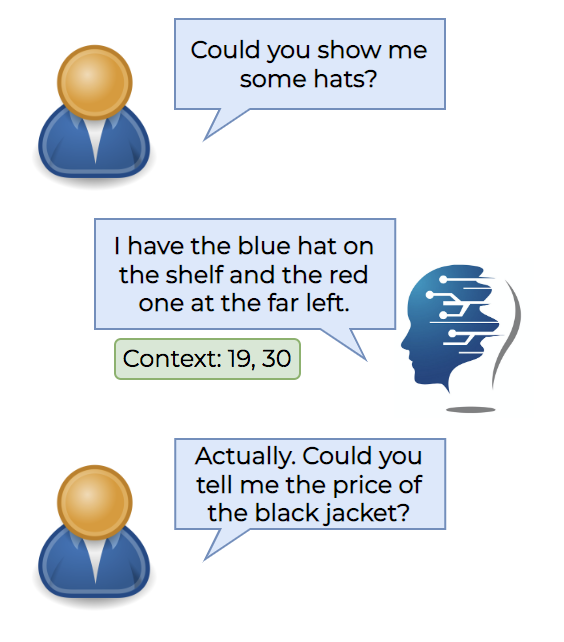 Could you show me
some hats?
I have the blue hat on
the shelf and the red
one at the far left.
Context: 19, 30
Actually. Could you
tell me the price of
the black jacket?